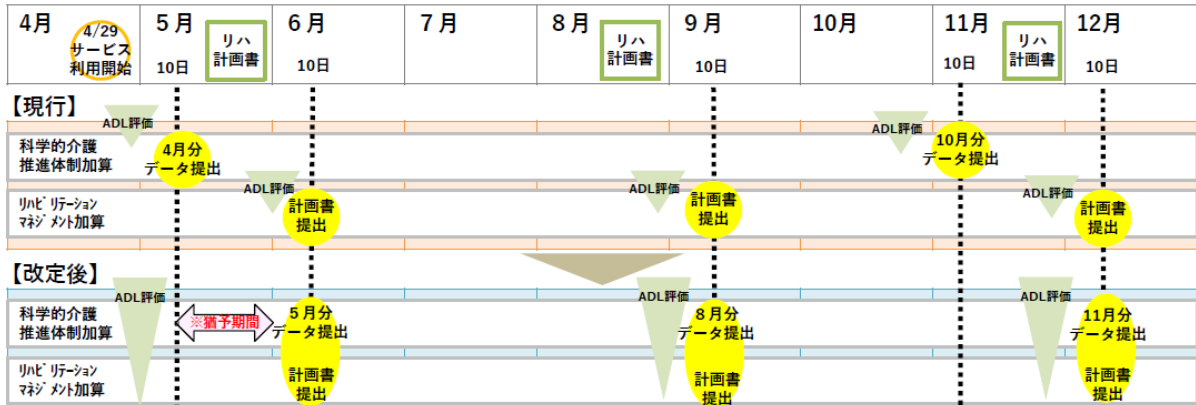 4月
4/29
サービス
利用開始
5月
10日
リハ
計画書
6月
10日
7月
8月
リハ
計画書
9月
10日
10月
11月
10日
リハ
計画書
12月
10日
【現行】
ADL評価
ADL評価
科学的介護
推進体制加算
4月分
データ提出
10月分
データ提出
ADL評価
ADL評価
ADL評価
リハビリテーション
マネジメント加算
計画書
提出
計画書
提出
計画書
提出
【改定後】
ADL評価
ADL評価
ADL評価
科学的介護
推進体制加算
※猶予期間
5月分
データ提出
8月分
データ提出
11月分
データ提出
リハビリテーション
マネジメント加算
計画書
提出
計画書
提出
計画書
提出